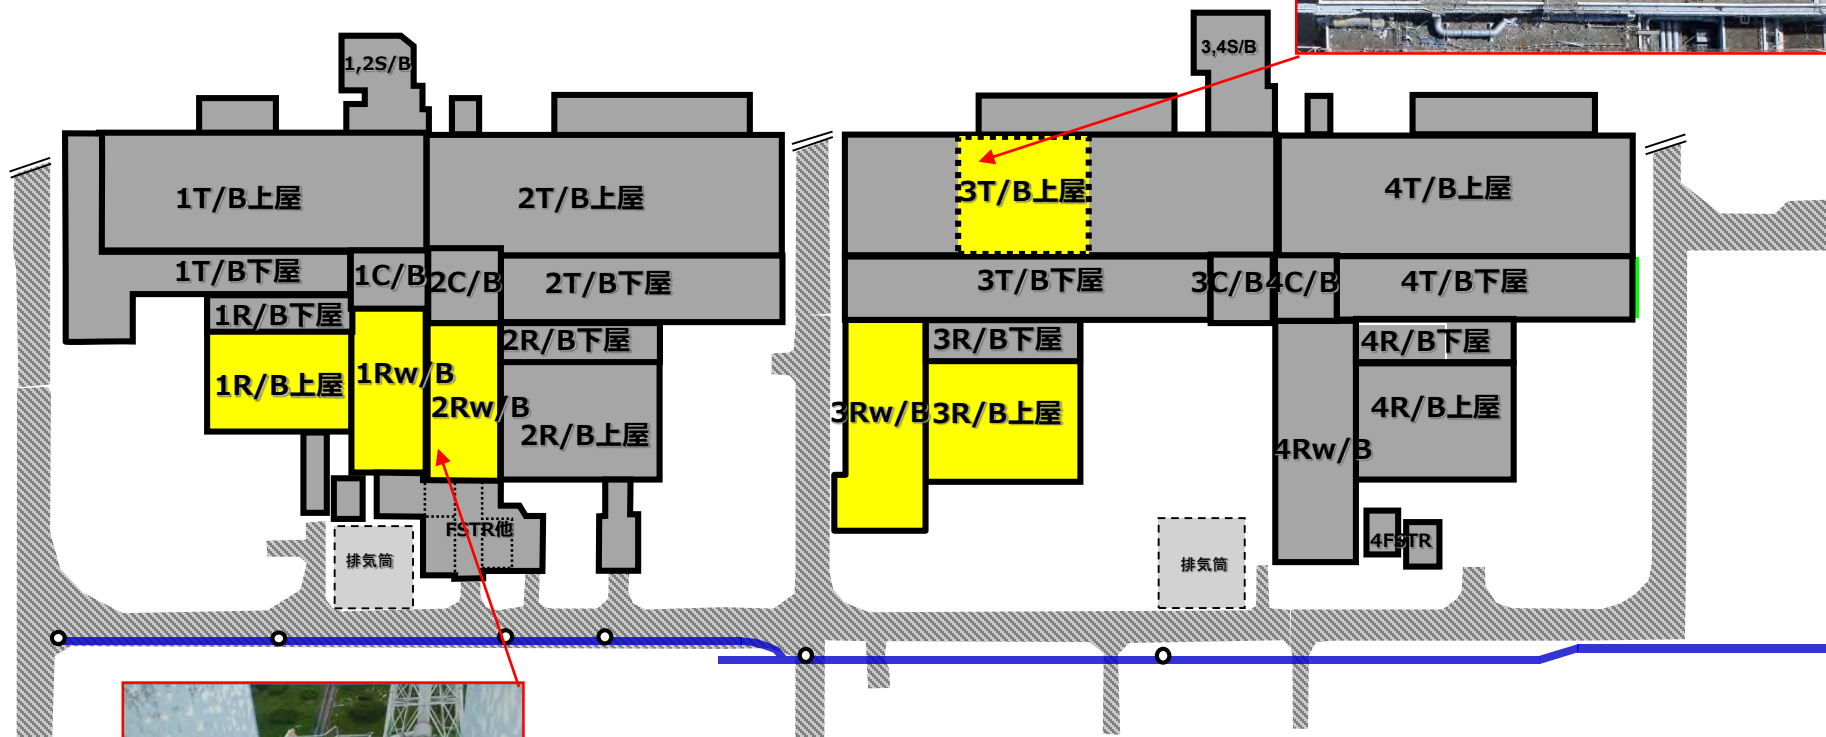 1,2S/B
3,4S/B
1T/B上屋
2T/B上屋
3T/B上屋
4T/B上屋
1T/B下屋
1C/B
2C/B
2T/B下屋
3T/B下屋
3C/B
4C/B
4T/B下屋
1R/B下屋
2R/B下屋
3R/B下屋
4R/B下屋
1R/B上屋
1Rw/B
2Rw/B
2R/B上屋
3Rw/B
3R/B上屋
4Rw/B
4R/B上屋
FSTR他
4FSTR
排気筒
排気筒